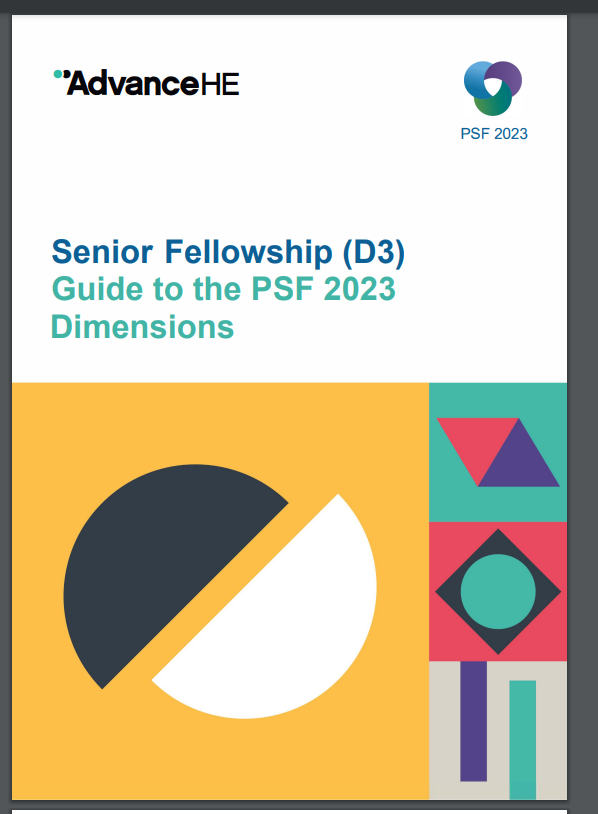 AdvanceHE
PSF 2023
Senior Fellowship (D3)
Guide to the PSF 2023
Dimensions